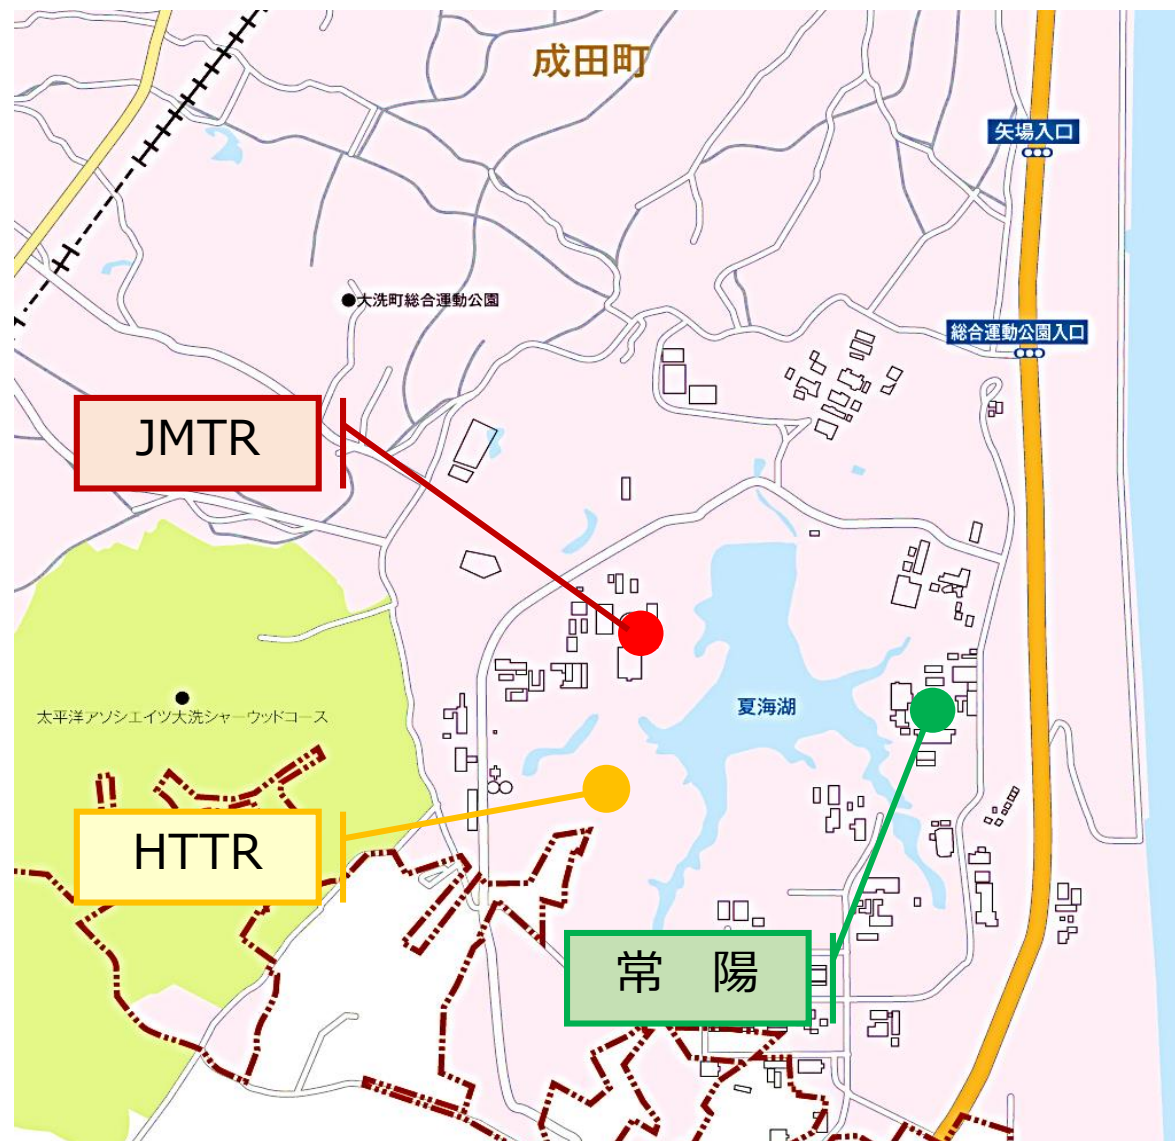 成田町
矢場入口
大洗町総合運動公園
総合運動公園入口
JMTR
夏海湖
太平洋アソシエイツ大洗シャーウッドコース
HTTR
常　陽